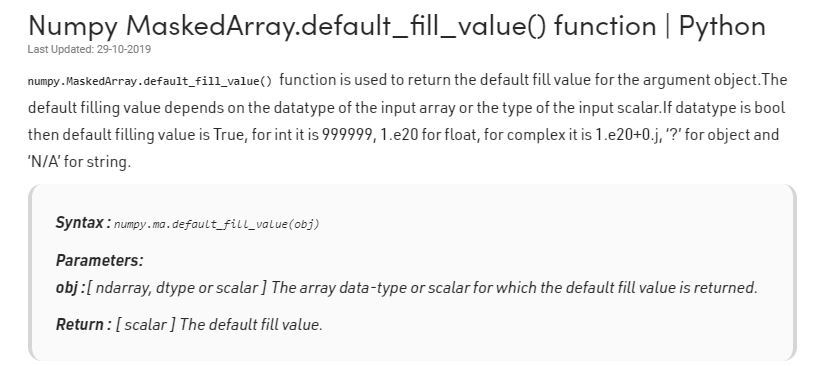 Numpy MaskedArray.default_fill_value() function | Python
Last Updated: 29-10-2019
numpy.MaskedArray.default_fill_value() function is used to return the default fill value for the argument object.The
default filling value depends on the datatype of the input array or the type of the input scalar.If datatype is bool
then default filling value is True, for int it is 999999, 1.e20 for float, for complex it is 1.e20+0.j, ‘?’ for object and
‘N/A’ for string.
Syntax : numpy.ma.default_fill_value(obj)
Parameters:
obj :[ ndarray, dtype or scalar ] The array data-type or scalar for which the default fill value is returned.
Return : [ scalar ] The default fill value.